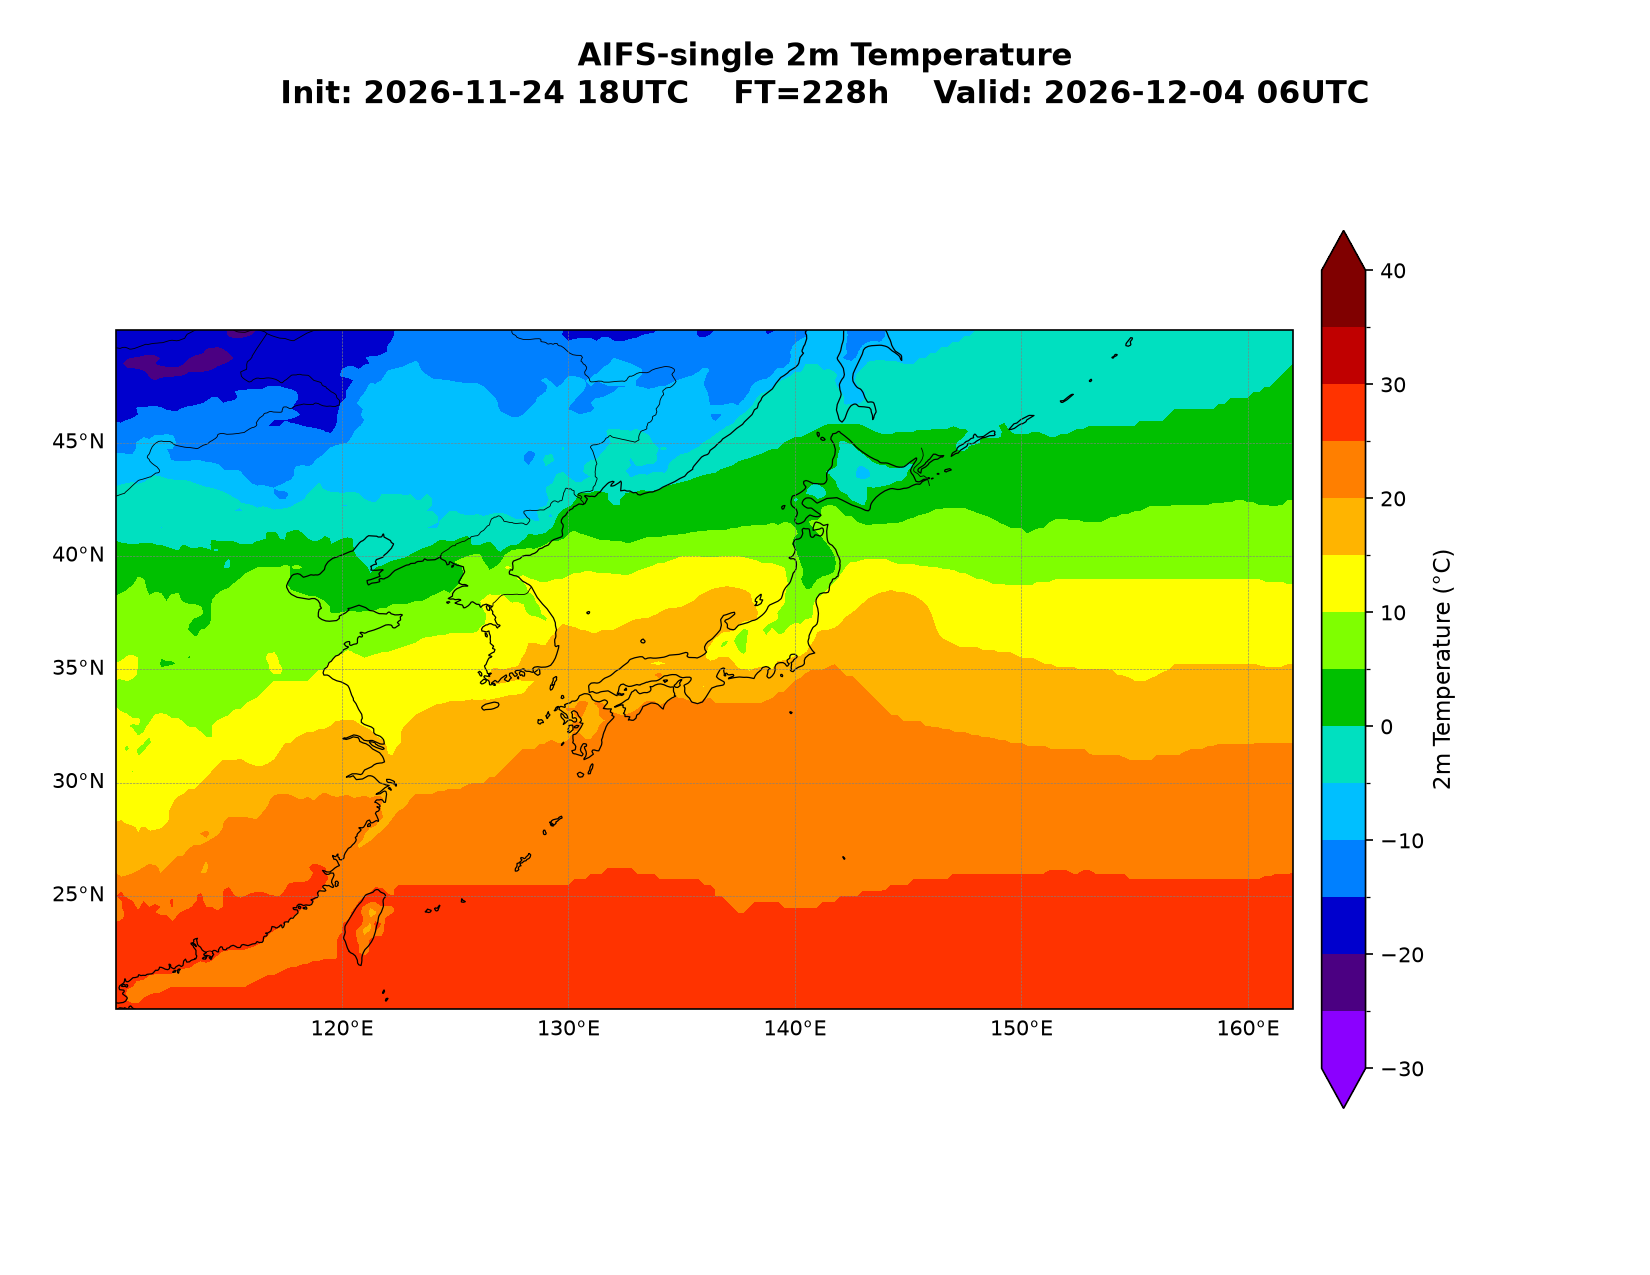 AIFS-single 2m Temperature
Init: 2026-11-24 18UTC    FT=228h    Valid: 2026-12-04 06UTC
45°N
40°N
35°N
30°N
25°N
120°E
130°E
140°E
150°E
160°E
40
30
20
10
0
−10
−20
−30
2m Temperature (°C)